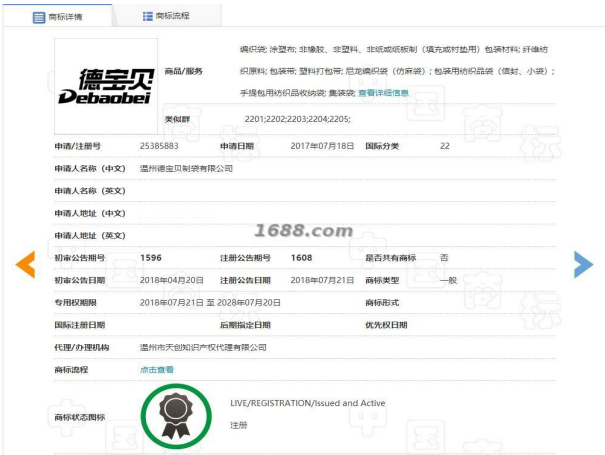 商标详情 商标流程
编织袋; 涂塑布; 非橡胶、非塑料、非纸或纸板制（填充或衬垫用）包装材料; 纤维纺
德宝贝 商品/服务 织原料; 包装带; 塑料打包带; 尼龙编织袋（仿麻袋）; 包装用纺织品袋（信封、小袋）;
Debaobei 手提包用纺织品收纳袋; 集装袋; 查看详细信息
类似群 2201;2202;2203;2204;2205;
申请/注册号 25385883 申请日期 2017年07月18日 国际分类 22
申请人名称（中文） 温州德宝贝制袋有限公司
申请人名称（英文）
申请人地址（中文）
1688.com
申请人地址（英文）
初审公告期号 1596 注册公告期号 1608 是否共有商标 否
初审公告日期 2018年04月20日 注册公告日期 2018年07月21日 商标类型 一般
专用权期限 2018年07月21日 至 2028年07月20日 商标形式
国际注册日期 后期指定日期 优先权日期
代理/办理机构 温州市天创知识产权代理有限公司
商标流程 点击查看
LIVE/REGISTRATION/Issued and Active
商标状态图标
注册